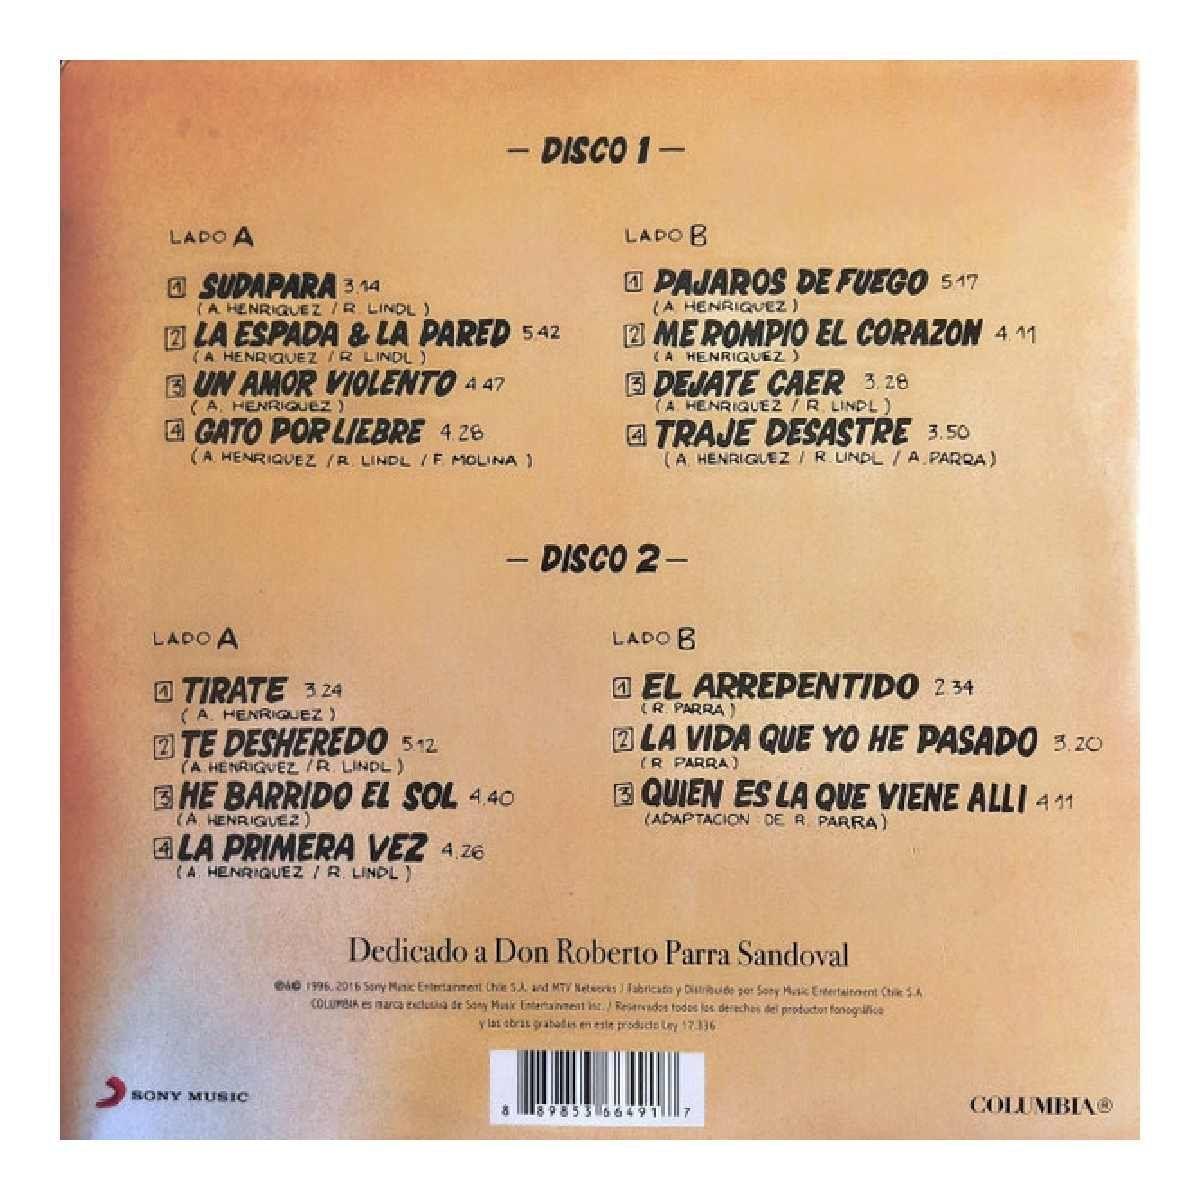 – DISCO 1 –
LADO A
1 SUDAPARA 3.14
(A. HENRIQUEZ / R. LINDL)
2 LA ESPADA & LA PARED 5.42
(A. HENRIQUEZ / R. LINDL)
3 UN AMOR VIOLENTO 4.47
(A. HENRIQUEZ)
4 GATO POR LIEBRE 4.28
(A. HENRIQUEZ / R. LINDL / F. MOLINA)
LADO B
1 PAJAROS DE FUEGO 5.17
(A. HENRIQUEZ)
2 ME ROMPIO EL CORAZON 4.11
(A. HENRIQUEZ)
3 DEJATE CAER 3.28
(A. HENRIQUEZ / R. LINDL)
4 TRAJE DESASTRE 3.50
(A. HENRIQUEZ / R. LINDL / A. PARRA)
– DISCO 2 –
LADO A
1 TIRATE 3.24
(A. HENRIQUEZ)
2 TE DESHEREDO 5.12
(A. HENRIQUEZ / R. LINDL)
3 HE BARRIDO EL SOL 4.40
(A. HENRIQUEZ)
4 LA PRIMERA VEZ 4.26
(A. HENRIQUEZ / R. LINDL)
LADO B
1 EL ARREPENTIDO 2.34
(R. PARRA)
2 LA VIDA QUE YO HE PASADO 3.20
(R. PARRA)
3 QUIEN ES LA QUE VIENE ALLI 4.11
(ADAPTACION DE R. PARRA)
Dedicado a Don Roberto Parra Sandoval
℗&© 1996, 2016 Sony Music Entertainment Chile S.A. and MTV Networks / Fabricado y Distribuido por Sony Music Entertainment Chile S.A
COLUMBIA es marca exclusiva de Sony Music Entertainment Inc. / Reservados todos los derechos del productor fonográfico
y las obras grabadas en este producto Ley 17.336
SONY MUSIC
8 89853 66491 7
COLUMBIA®